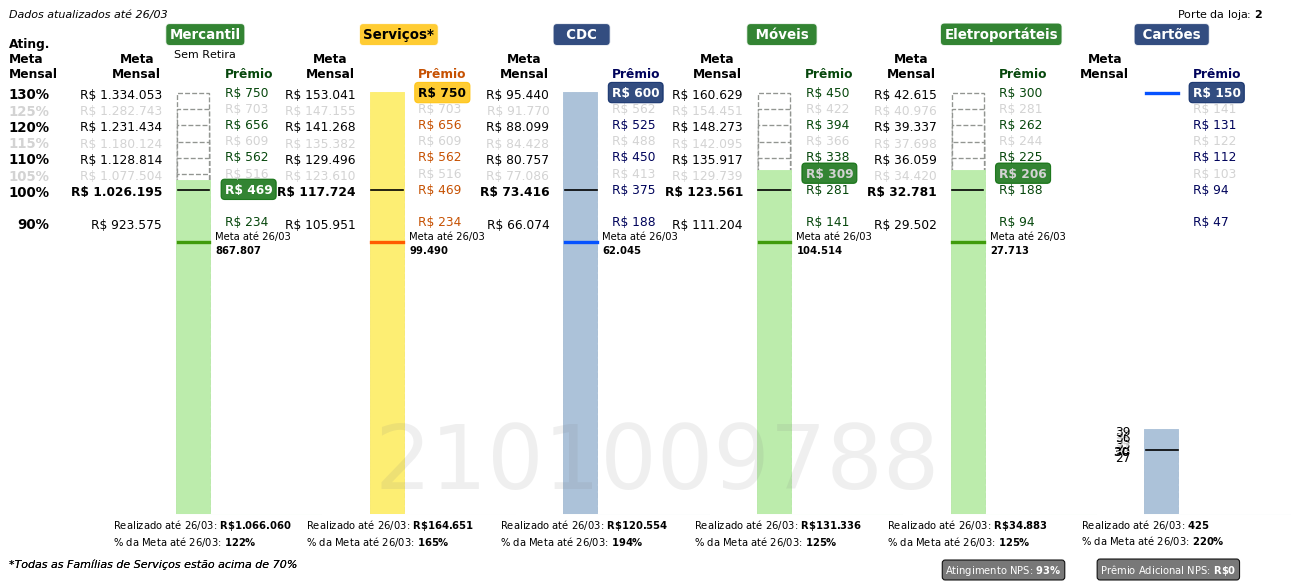 Dados atualizados até 26/03
Porte da loja: 2
Mercantil Serviços* CDC Móveis Eletroportáteis Cartões
Sem Retira
Ating. Meta Mensal
Meta Mensal Prêmio Meta Mensal Prêmio Meta Mensal Prêmio Meta Mensal Prêmio Meta Mensal Prêmio Meta Mensal Prêmio
130% R$ 1.334.053 R$ 750 R$ 153.041 R$ 750 R$ 95.440 R$ 600 R$ 160.629 R$ 450 R$ 42.615 R$ 300 R$ 150
125% R$ 1.282.743 R$ 703 R$ 147.155 R$ 703 R$ 91.770 R$ 562 R$ 154.451 R$ 422 R$ 40.976 R$ 281 R$ 141
120% R$ 1.231.434 R$ 656 R$ 141.268 R$ 656 R$ 88.099 R$ 525 R$ 148.273 R$ 394 R$ 39.337 R$ 262 R$ 131
115% R$ 1.180.124 R$ 609 R$ 135.382 R$ 609 R$ 84.428 R$ 488 R$ 142.095 R$ 366 R$ 37.698 R$ 244 R$ 122
110% R$ 1.128.814 R$ 562 R$ 129.496 R$ 562 R$ 80.757 R$ 450 R$ 135.917 R$ 338 R$ 36.059 R$ 225 R$ 112
105% R$ 1.077.504 R$ 516 R$ 123.610 R$ 516 R$ 77.086 R$ 413 R$ 129.739 R$ 309 R$ 34.420 R$ 206 R$ 103
100% R$ 1.026.195 R$ 469 R$ 117.724 R$ 469 R$ 73.416 R$ 375 R$ 123.561 R$ 281 R$ 32.781 R$ 188 R$ 94
90% R$ 923.575 R$ 234 R$ 105.951 R$ 234 R$ 66.074 R$ 188 R$ 111.204 R$ 141 R$ 29.502 R$ 94 R$ 47
Meta até 26/03 Meta até 26/03 Meta até 26/03 Meta até 26/03 Meta até 26/03
867.807 99.490 62.045 104.514 27.713
39
36
30
27
2101009788
Realizado até 26/03: R$1.066.060 Realizado até 26/03: R$164.651 Realizado até 26/03: R$120.554 Realizado até 26/03: R$131.336 Realizado até 26/03: R$34.883 Realizado até 26/03: 425
% da Meta até 26/03: 122% % da Meta até 26/03: 165% % da Meta até 26/03: 194% % da Meta até 26/03: 125% % da Meta até 26/03: 125% % da Meta até 26/03: 220%
*Todas as Famílias de Serviços estão acima de 70%
Atingimento NPS: 93% Prêmio Adicional NPS: R$0